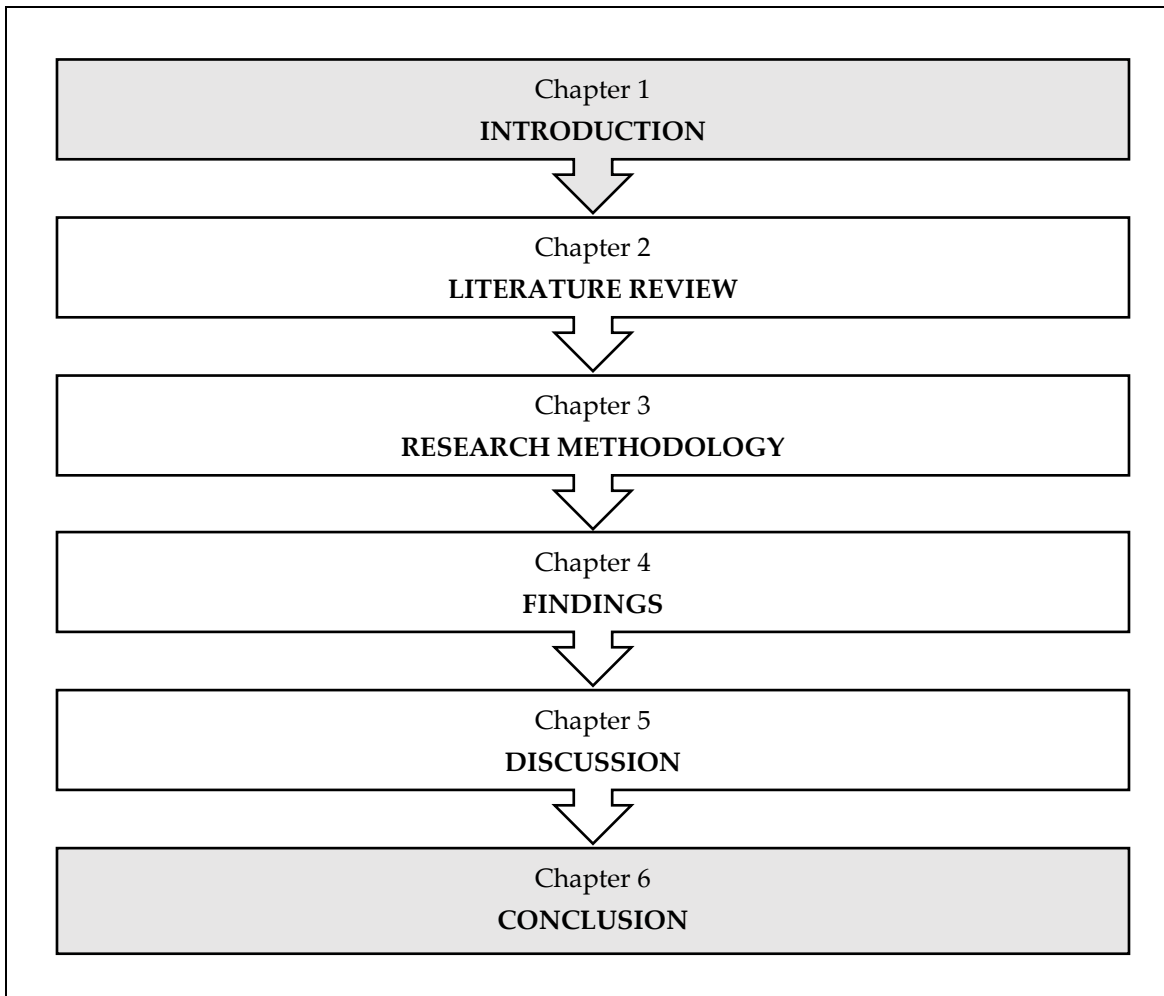 Chapter 1
INTRODUCTION
Chapter 2
LITERATURE REVIEW
Chapter 3
RESEARCH METHODOLOGY
Chapter 4
FINDINGS
Chapter 5
DISCUSSION
Chapter 6
CONCLUSION